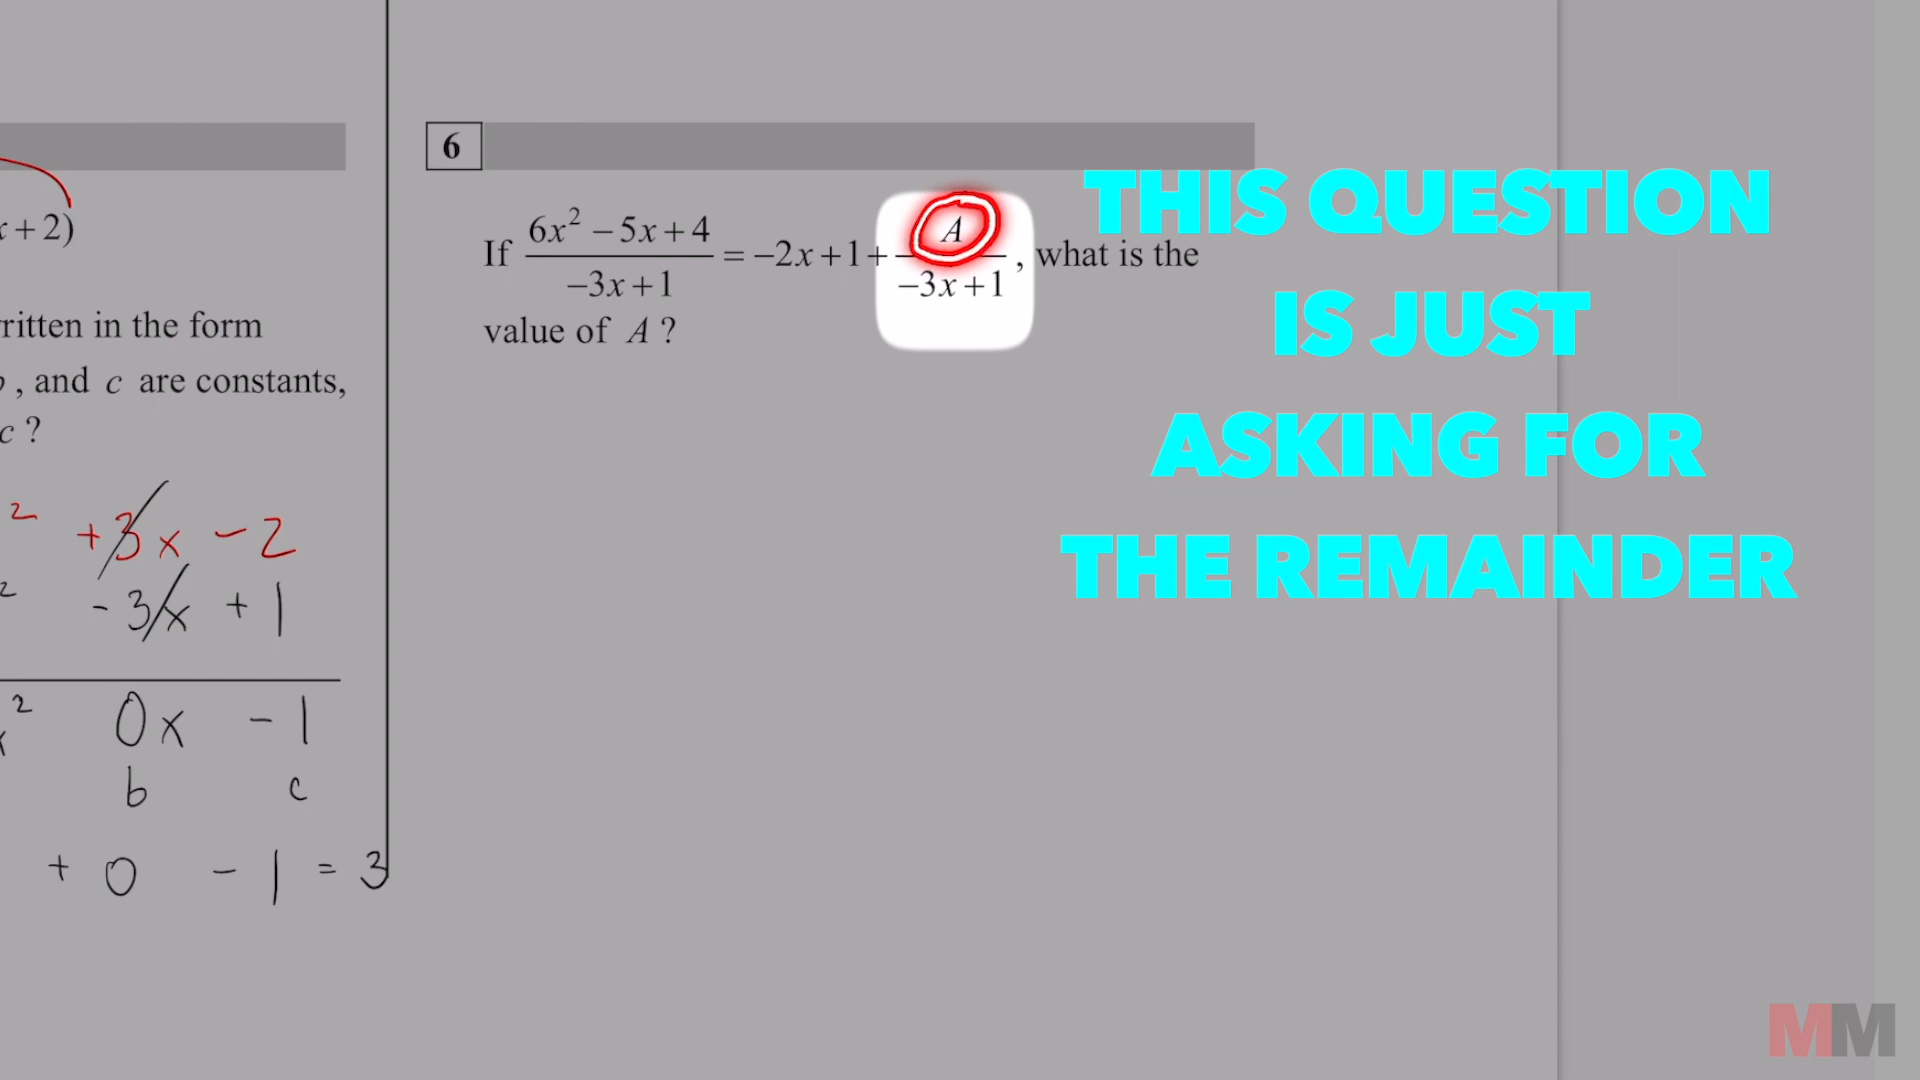 x+2)
ritten in the form
, and c are constants,
c ?
2 +3x - 2
2 - 3x + 1
2 0x - 1
b c
+ 0 - 1 = 3
6
If (6x² − 5x + 4)/(−3x + 1) = −2x + 1 + A/(−3x + 1), what is the
value of A ?
THIS QUESTION
IS JUST
ASKING FOR
THE REMAINDER
MM